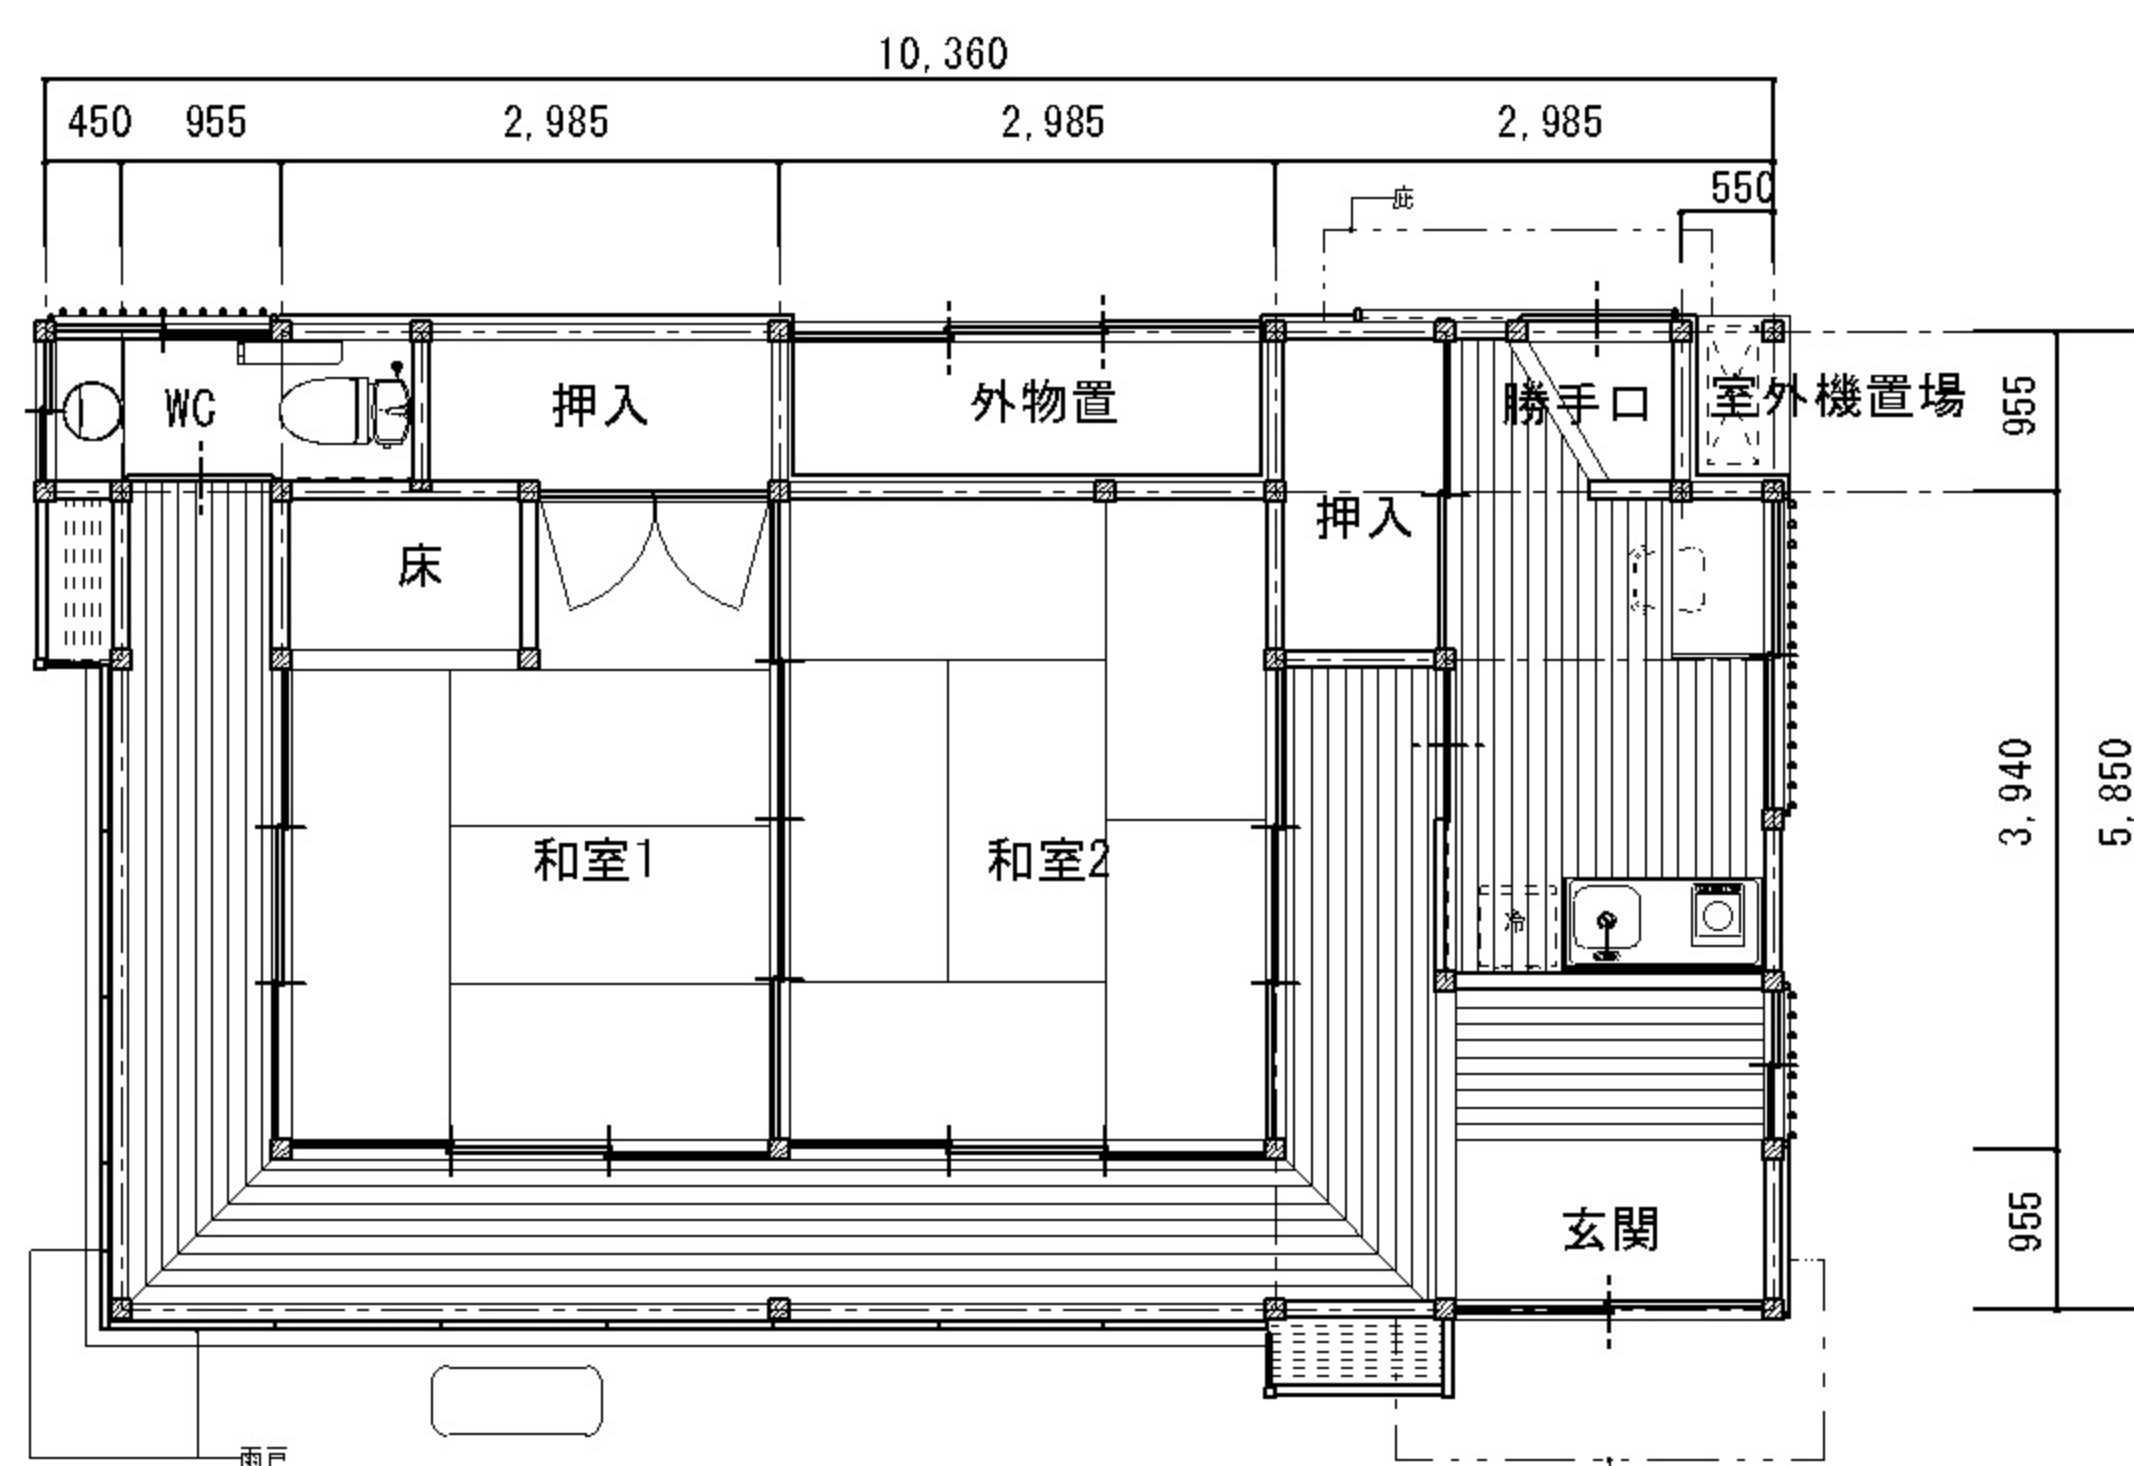 10,360
450 955 2,985 2,985 2,985
550
庇
WC 押入 外物置 勝手口 室外機置場
955
床 押入
和室1 和室2
3,940
5,850
冷
玄関
955
雨戸